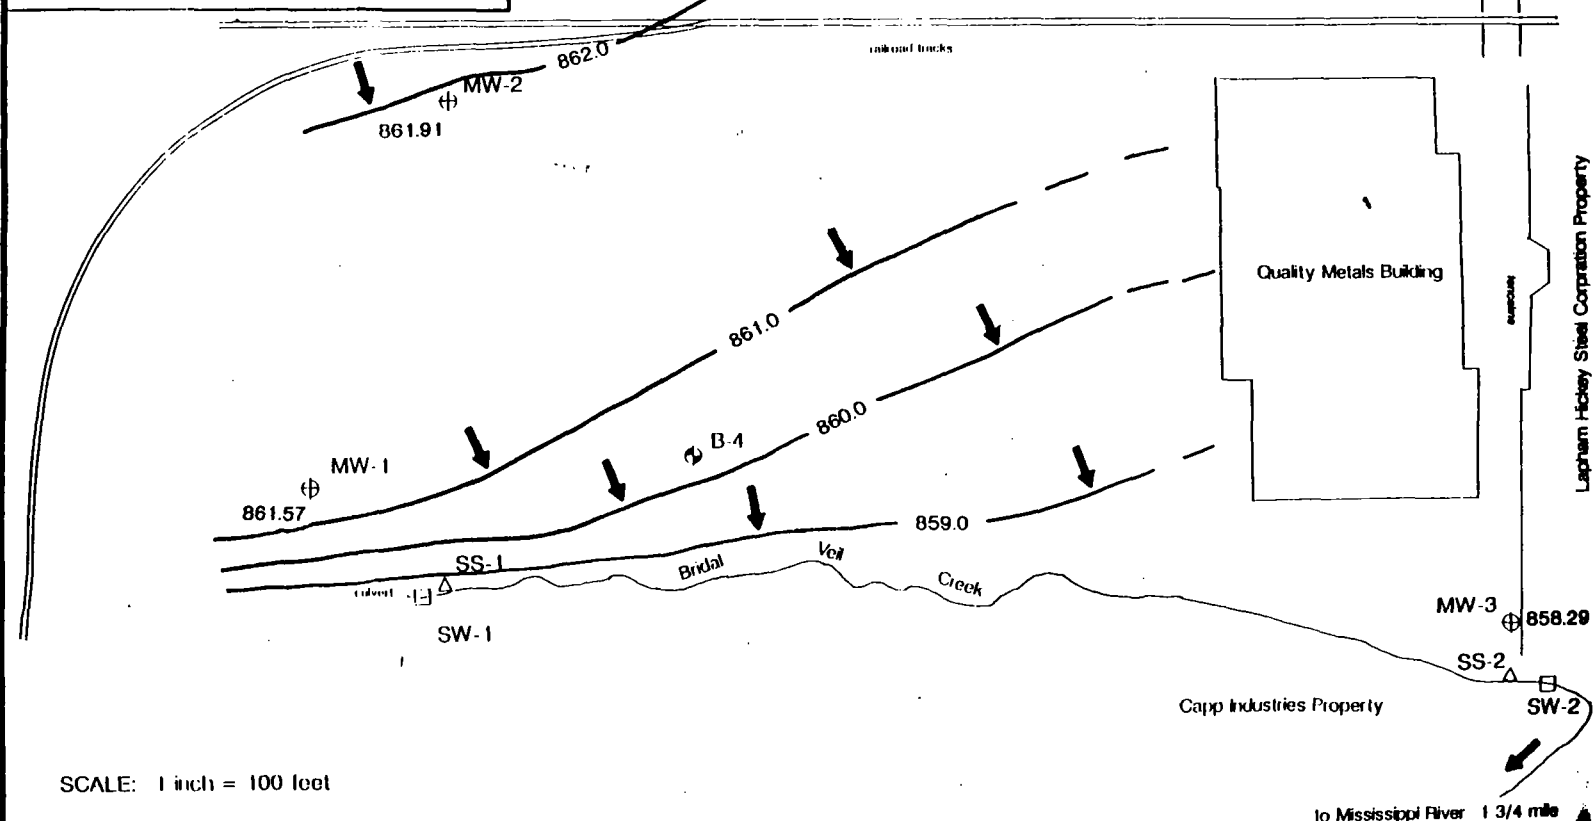 862.0
railroad tracks
MW-2
861.91
861.0
Quality Metals Building
fenceline
Lapham Hickey Steel Corpration Property
860.0
B-4
MW-1
861.57
859.0
SS-1
Bridal Veil Creek
culvert
SW-1
MW-3
858.29
SS-2
SW-2
Capp Industries Property
SCALE: 1 inch = 100 feet
to Mississippi River 1 3/4 mile